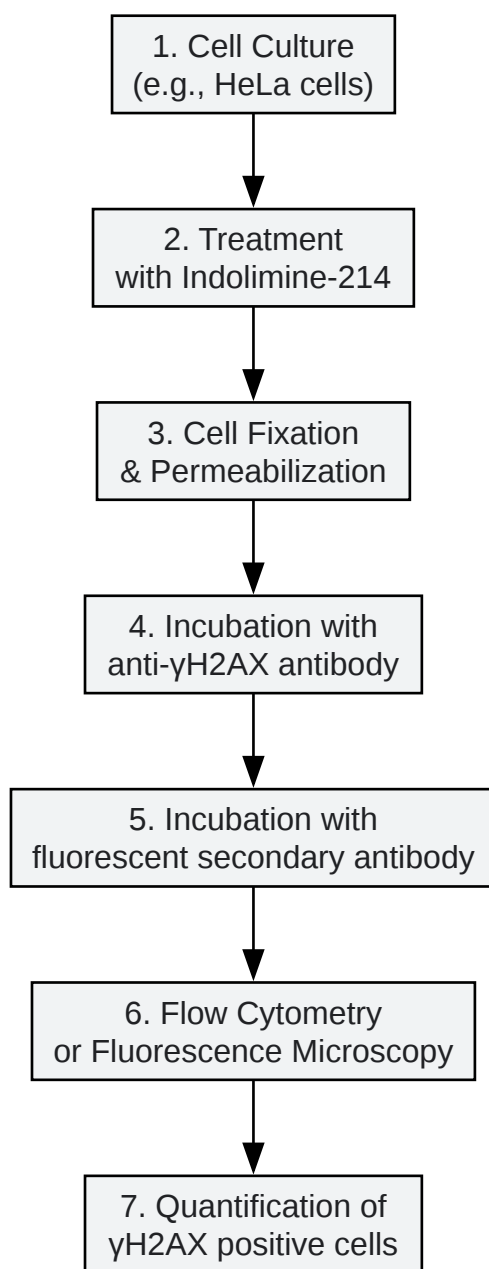 1. Cell Culture
(e.g., HeLa cells)
2. Treatment
with Indolimine-214
3. Cell Fixation
& Permeabilization
4. Incubation with
anti-γH2AX antibody
5. Incubation with
fluorescent secondary antibody
6. Flow Cytometry
or Fluorescence Microscopy
7. Quantification of
γH2AX positive cells